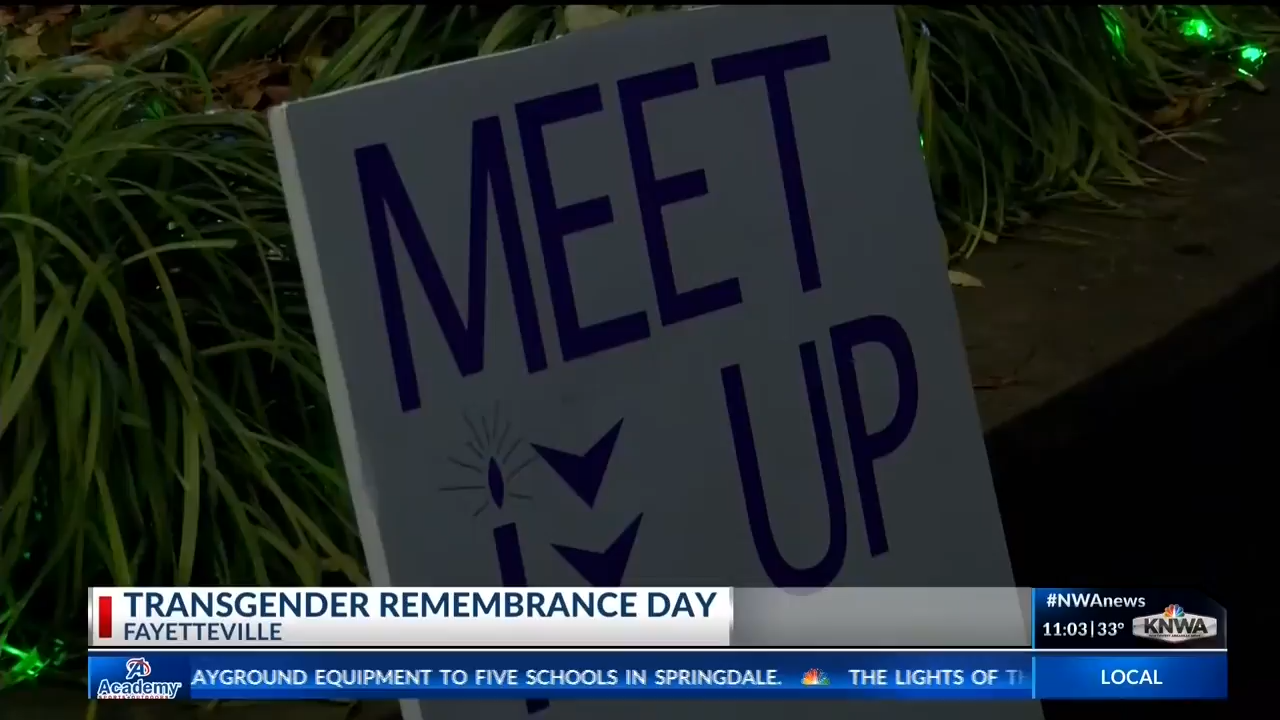 MEET
UP
TRANSGENDER REMEMBRANCE DAY
FAYETTEVILLE
#NWAnews
11:03 | 33°
KNWA
Academy
AYGROUND EQUIPMENT TO FIVE SCHOOLS IN SPRINGDALE.
THE LIGHTS OF TH
LOCAL